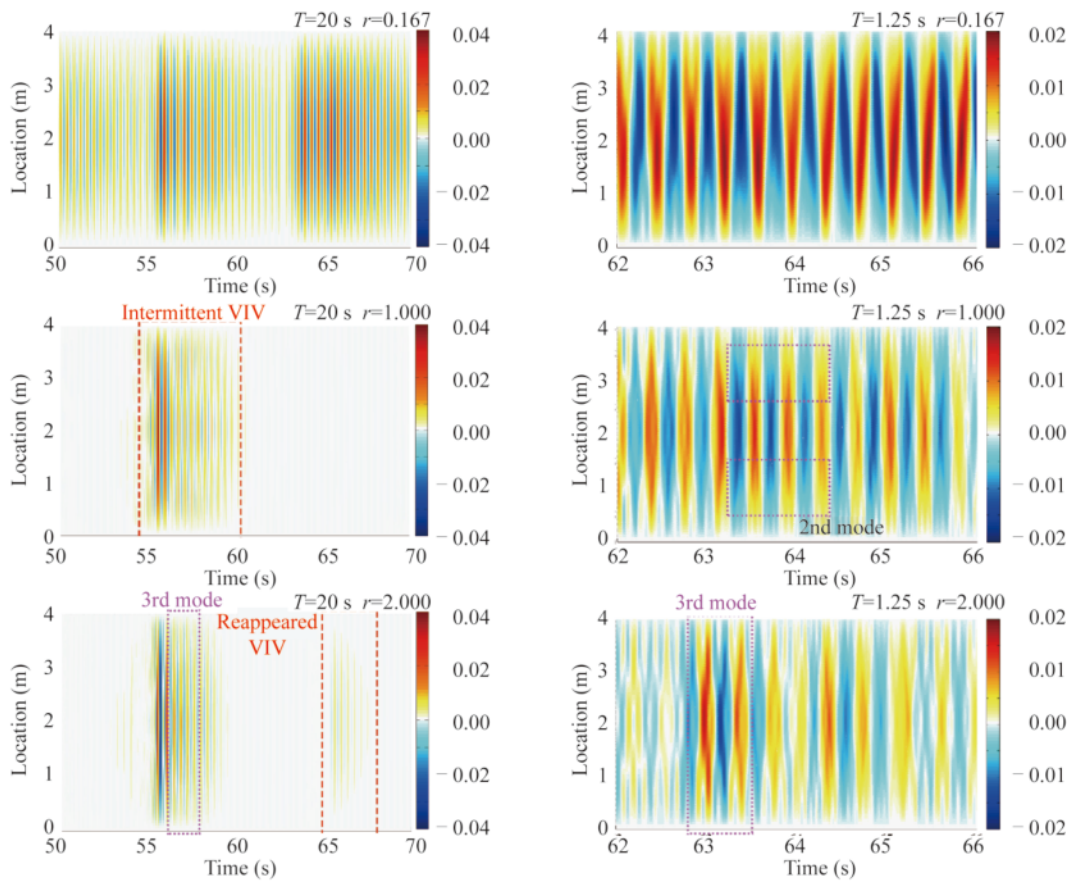 T=20 s r=0.167
Location (m)
4
3
2
1
0
50 55 60 65 70
Time (s)
0.04
0.02
0.00
− 0.02
− 0.04
T=1.25 s r=0.167
Location (m)
4
3
2
1
0
62 63 64 65 66
Time (s)
0.02
0.01
0.00
− 0.01
− 0.02
Intermittent VIV
T=20 s r=1.000
Location (m)
4
3
2
1
0
50 55 60 65 70
Time (s)
0.04
0.02
0.00
− 0.02
− 0.04
T=1.25 s r=1.000
Location (m)
4
3
2
1
0
2nd mode
62 63 64 65 66
Time (s)
0.02
0.01
0.00
− 0.01
− 0.02
3rd mode
T=20 s r=2.000
Reappeared
VIV
Location (m)
4
3
2
1
0
50 55 60 65 70
Time (s)
0.04
0.02
0.00
− 0.02
− 0.04
3rd mode
T=1.25 s r=2.000
Location (m)
4
3
2
1
0
62 63 64 65 66
Time (s)
0.02
0.01
0.00
− 0.01
− 0.02